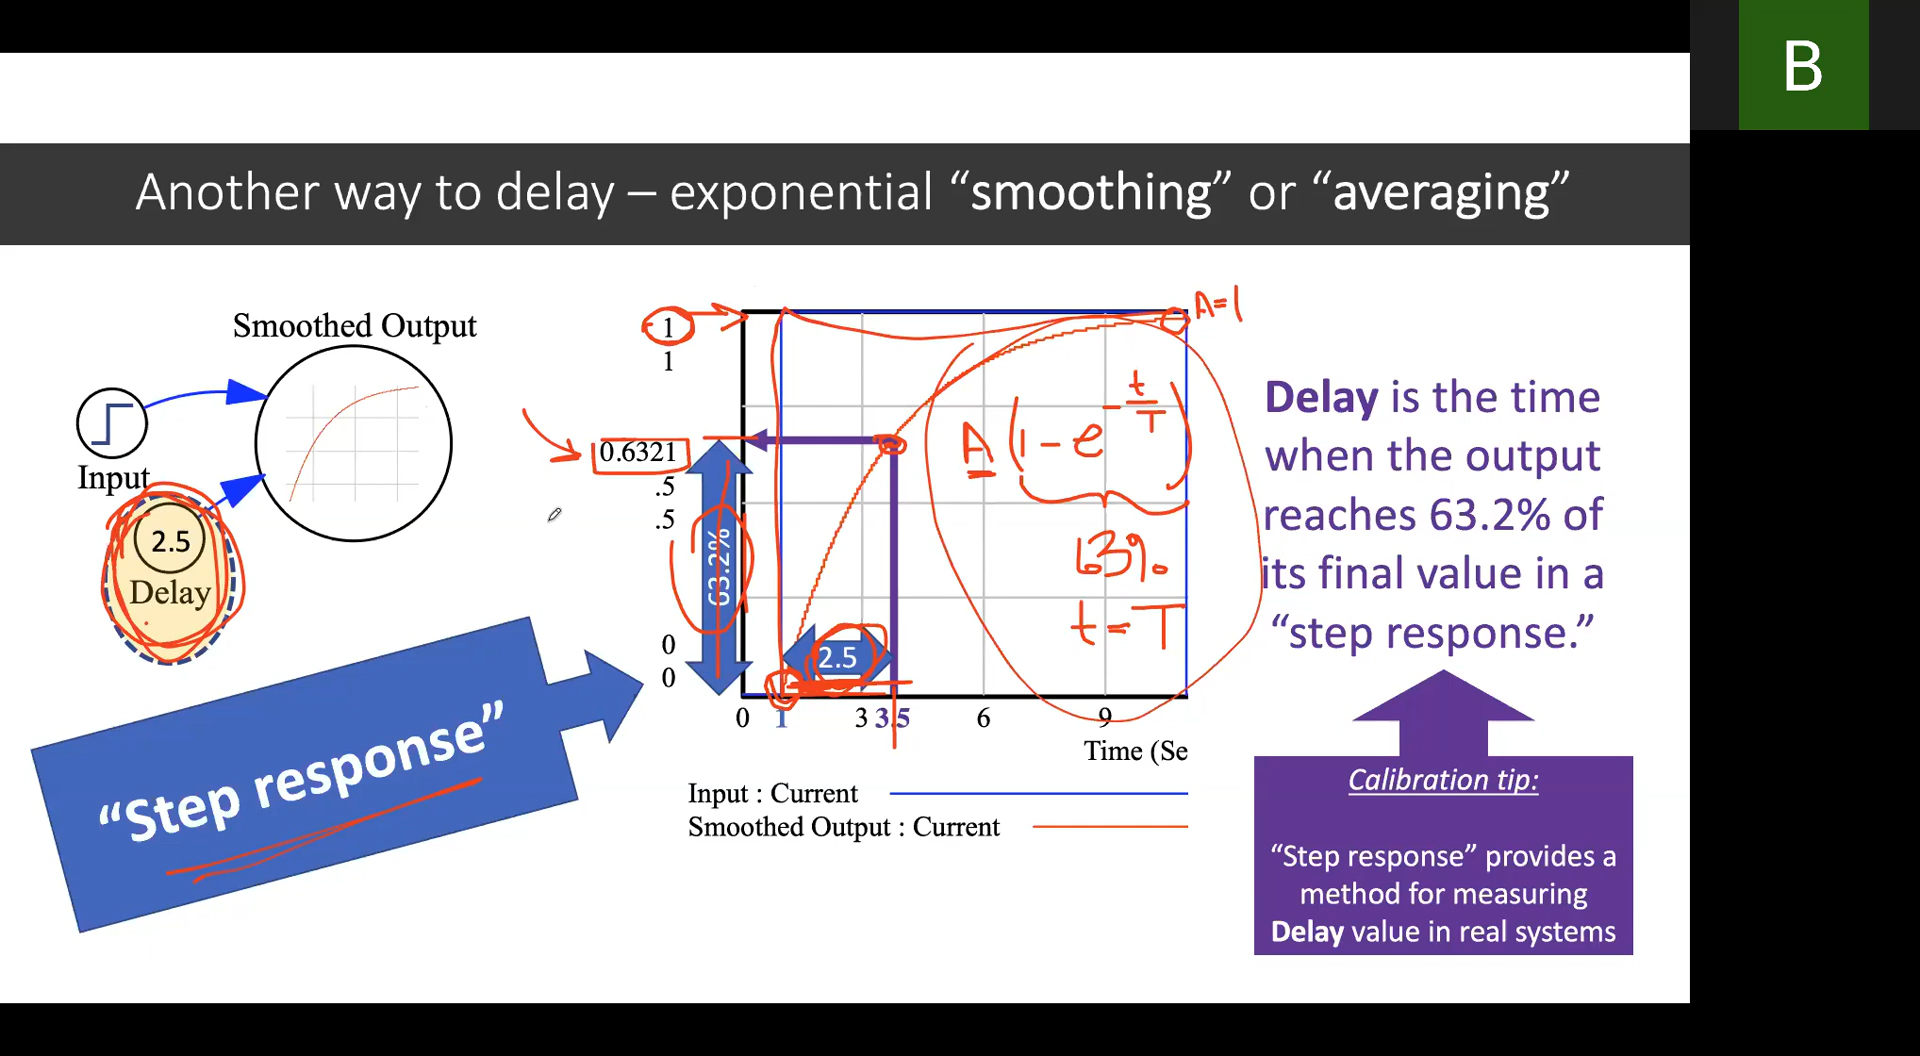 B
Another way to delay – exponential “smoothing” or “averaging”
Smoothed Output
Input
2.5
Delay
“Step response”
1
1
0.6321
.5
.5
0
0
63.2%
2.5
A=1
A(1-e^-t/T)
63%
t=T
0 1 3 3.5 6 9
Time (Se
Input : Current
Smoothed Output : Current
Delay is the time
when the output
reaches 63.2% of
its final value in a
“step response.”
Calibration tip:
“Step response” provides a
method for measuring
Delay value in real systems